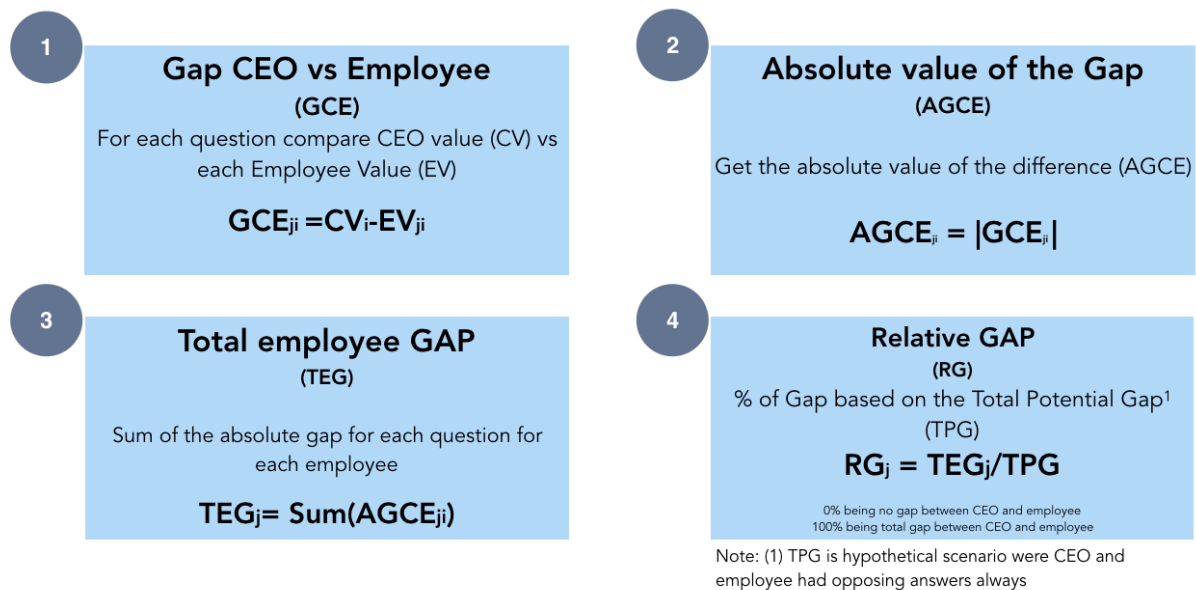 1
Gap CEO vs Employee
(GCE)
For each question compare CEO value (CV) vs
each Employee Value (EV)
GCEji =CVi-EVji
2
Absolute value of the Gap
(AGCE)
Get the absolute value of the difference (AGCE)
AGCEji = |GCEji|
3
Total employee GAP
(TEG)
Sum of the absolute gap for each question for
each employee
TEGj= Sum(AGCEji)
4
Relative GAP
(RG)
% of Gap based on the Total Potential Gap¹
(TPG)
RGj = TEGj/TPG
0% being no gap between CEO and employee
100% being total gap between CEO and employee
Note: (1) TPG is hypothetical scenario were CEO and
employee had opposing answers always